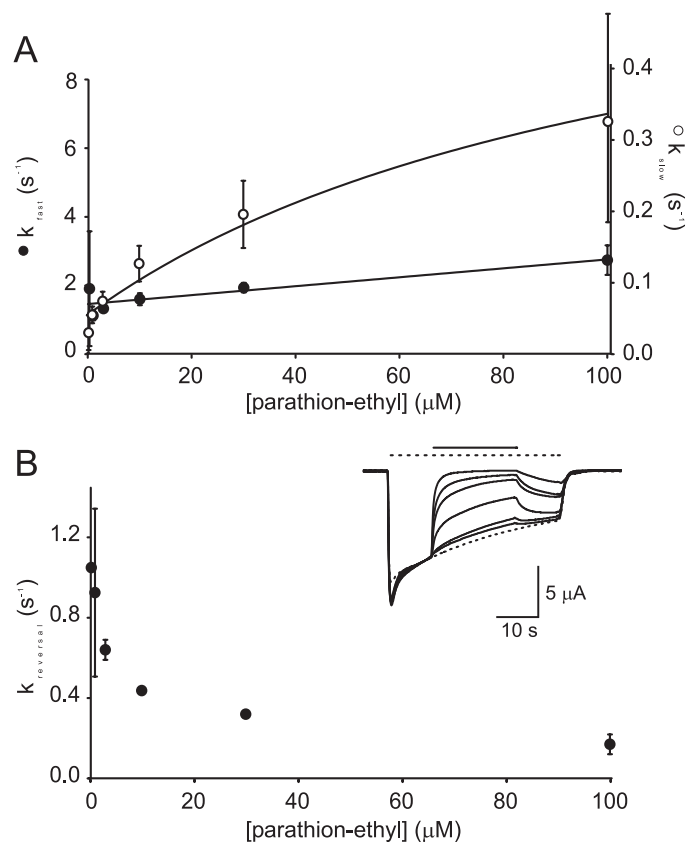 A
8
6
4
2
0
● k fast (s⁻¹)
0.4
0.3
0.2
0.1
0.0
○ k slow (s⁻¹)
0 20 40 60 80 100
[parathion-ethyl] (μM)
B
1.2
0.8
0.4
0.0
k reversal (s⁻¹)
5 μA
10 s
0 20 40 60 80 100
[parathion-ethyl] (μM)